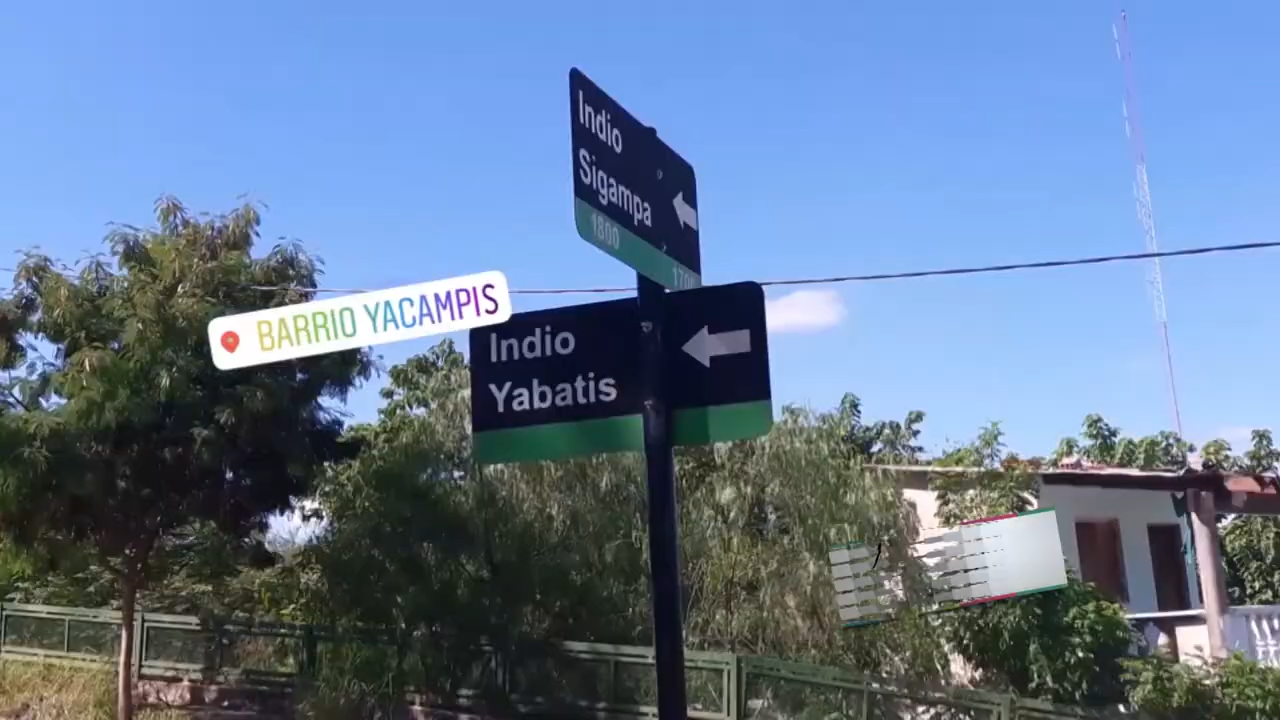 Indio
Sigampa
1800
1700
BARRIO YACAMPIS
Indio
Yabatis